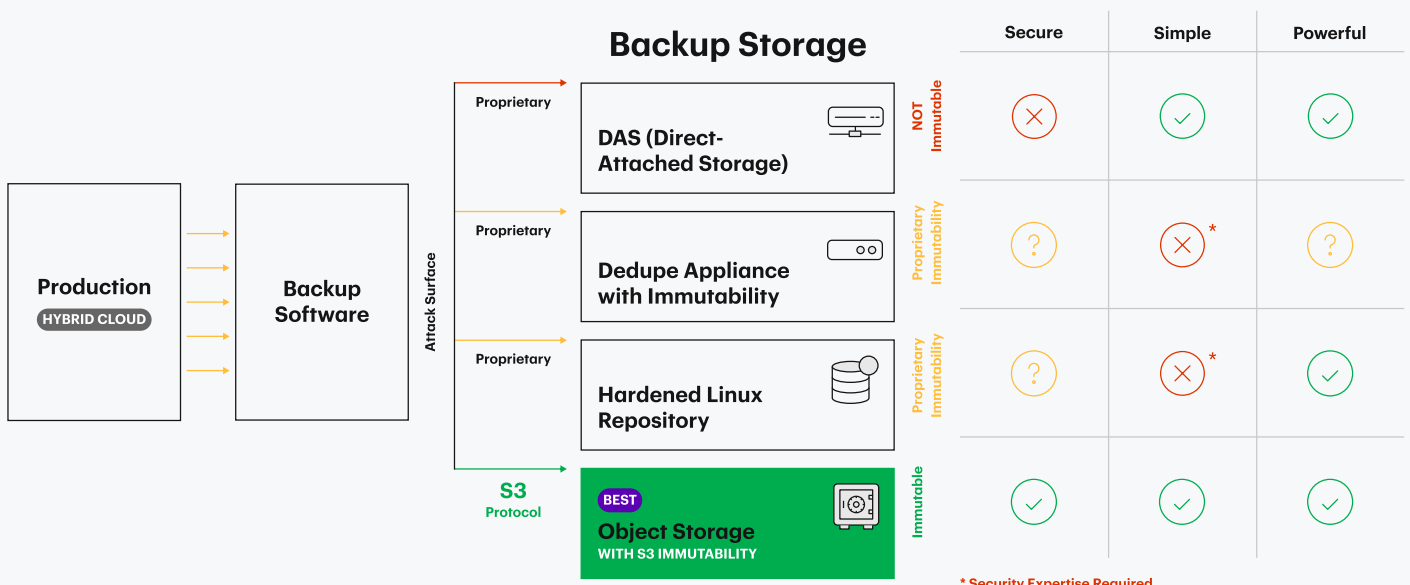 Backup Storage
Secure
Simple
Powerful
Production
HYBRID CLOUD
Backup
Software
Attack Surface
Proprietary
DAS (Direct-
Attached Storage)
NOT
Immutable
Proprietary
Dedupe Appliance
with Immutability
Proprietary
Immutability
?
*
?
Proprietary
Hardened Linux
Repository
Proprietary
Immutability
?
*
S3
Protocol
BEST
Object Storage
WITH S3 IMMUTABILITY
Immutable
* Security Expertise Required